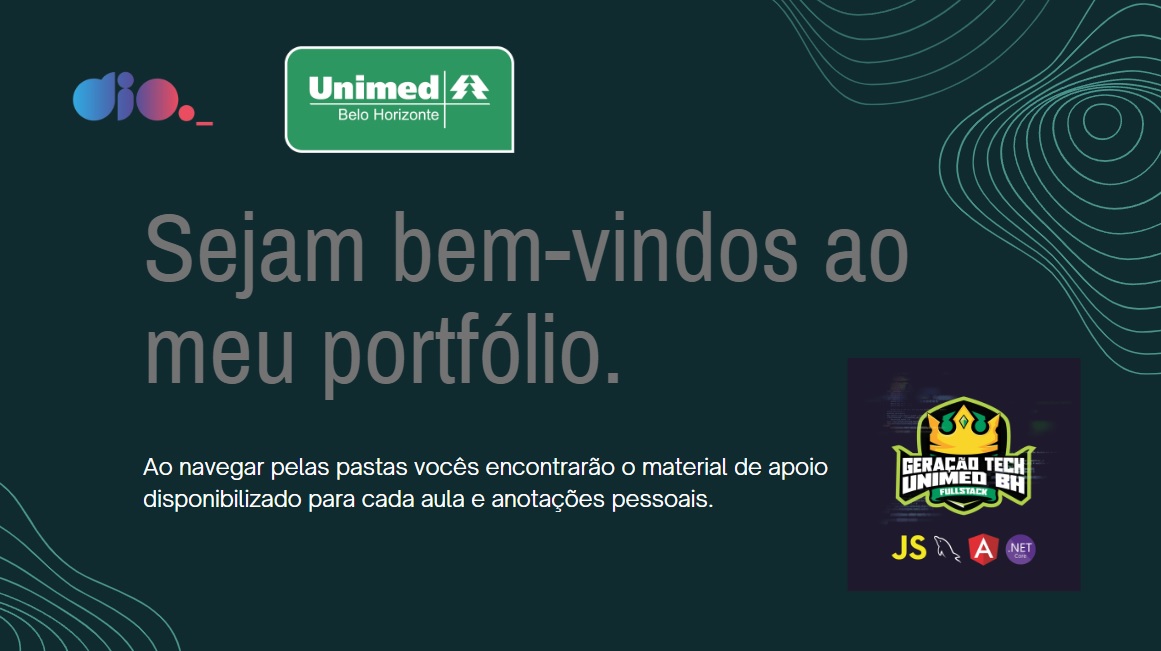 dio._
Unimed
Belo Horizonte
Sejam bem-vindos ao
meu portfólio.
Ao navegar pelas pastas vocês encontrarão o material de apoio
disponibilizado para cada aula e anotações pessoais.
GERAÇÃO TECH
UNIMED BH
FULLSTACK
JS
A
.NET
Core